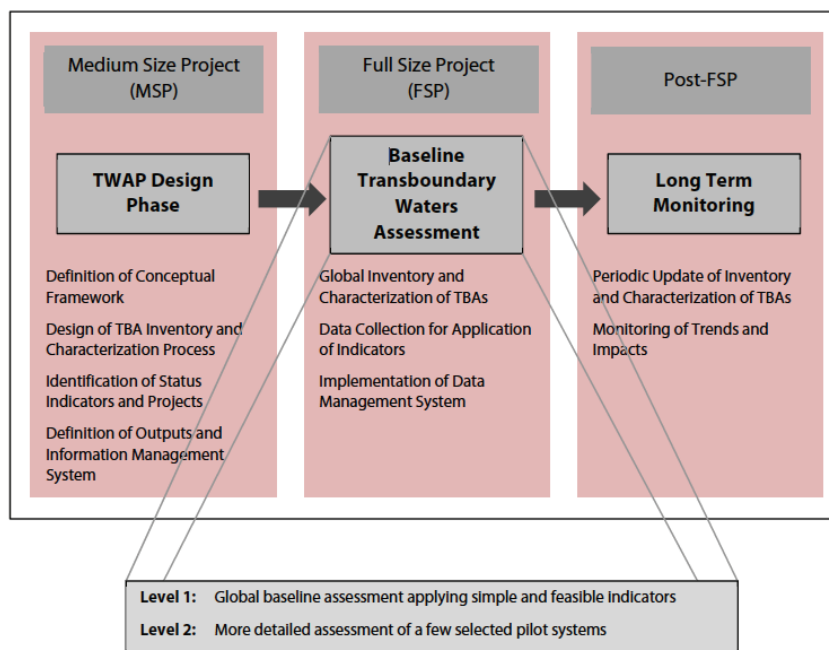 Medium Size Project
(MSP)
Full Size Project
(FSP)
Post-FSP
TWAP Design
Phase
Baseline
Transboundary
Waters
Assessment
Long Term
Monitoring
Definition of Conceptual
Framework
Design of TBA Inventory and
Characterization Process
Identification of Status
Indicators and Projects
Definition of Outputs and
Information Management
System
Global Inventory and
Characterization of TBAs
Data Collection for Application
of Indicators
Implementation of Data
Management System
Periodic Update of Inventory
and Characterization of TBAs
Monitoring of Trends and
Impacts
Level 1: Global baseline assessment applying simple and feasible indicators
Level 2: More detailed assessment of a few selected pilot systems